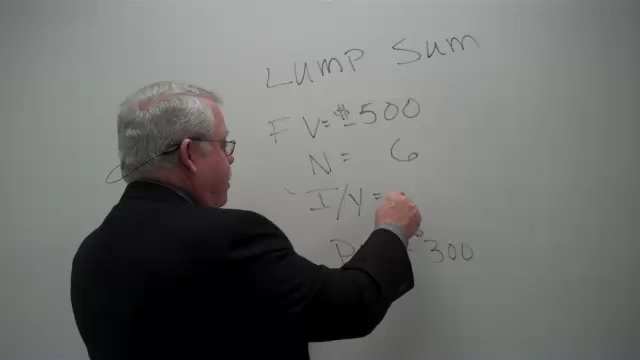 LUMP SUM
FV= $-500
N= 6
I/Y =
P = 300